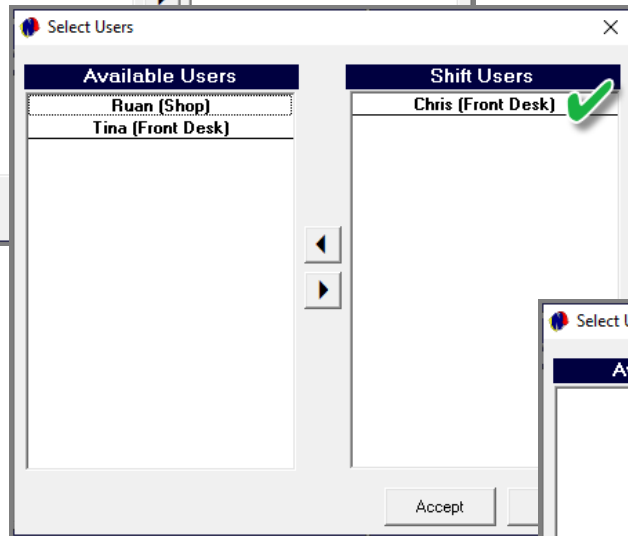 Select Users
Available Users
Shift Users
Ruan (Shop)
Chris (Front Desk)
Tina (Front Desk)
Select
Accept